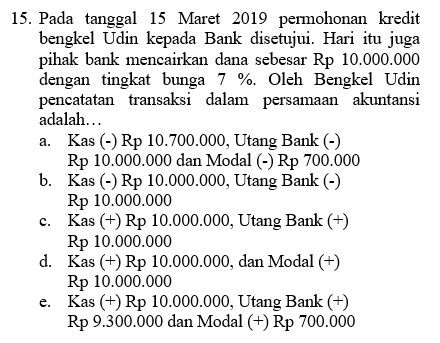 15. Pada tanggal 15 Maret 2019 permohonan kredit
bengkel Udin kepada Bank disetujui. Hari itu juga
pihak bank mencairkan dana sebesar Rp 10.000.000
dengan tingkat bunga 7 %. Oleh Bengkel Udin
pencatatan transaksi dalam persamaan akuntansi
adalah…
a. Kas (-) Rp 10.700.000, Utang Bank (-)
Rp 10.000.000 dan Modal (-) Rp 700.000
b. Kas (-) Rp 10.000.000, Utang Bank (-)
Rp 10.000.000
c. Kas (+) Rp 10.000.000, Utang Bank (+)
Rp 10.000.000
d. Kas (+) Rp 10.000.000, dan Modal (+)
Rp 10.000.000
e. Kas (+) Rp 10.000.000, Utang Bank (+)
Rp 9.300.000 dan Modal (+) Rp 700.000